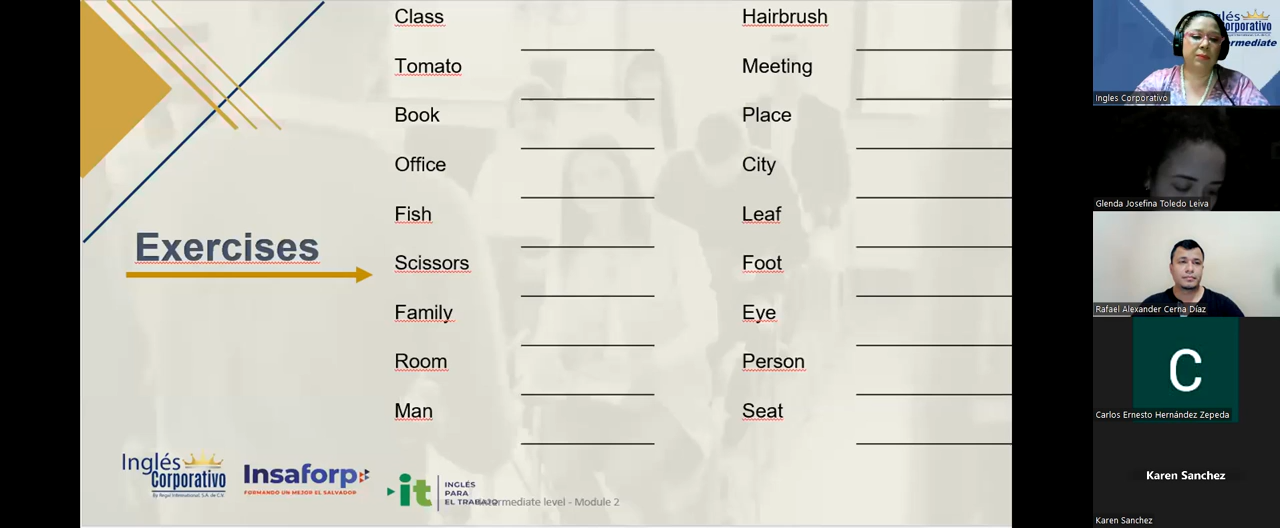 Class
Tomato
Book
Office
Fish
Scissors
Family
Room
Man
Hairbrush
Meeting
Place
City
Leaf
Foot
Eye
Person
Seat
Exercises
Inglés
Corporativo
Insaforp
FORMANDO UN MEJOR EL SALVADOR
it
INGLÉS
PARA
EL TRABAJO
Intermediate level - Module 2
Ingles Corporativo
Glenda Josefina Toledo Leiva
Rafael Alexander Cerna Díaz
C
Carlos Ernesto Hernández Zepeda
Karen Sanchez
Karen Sanchez